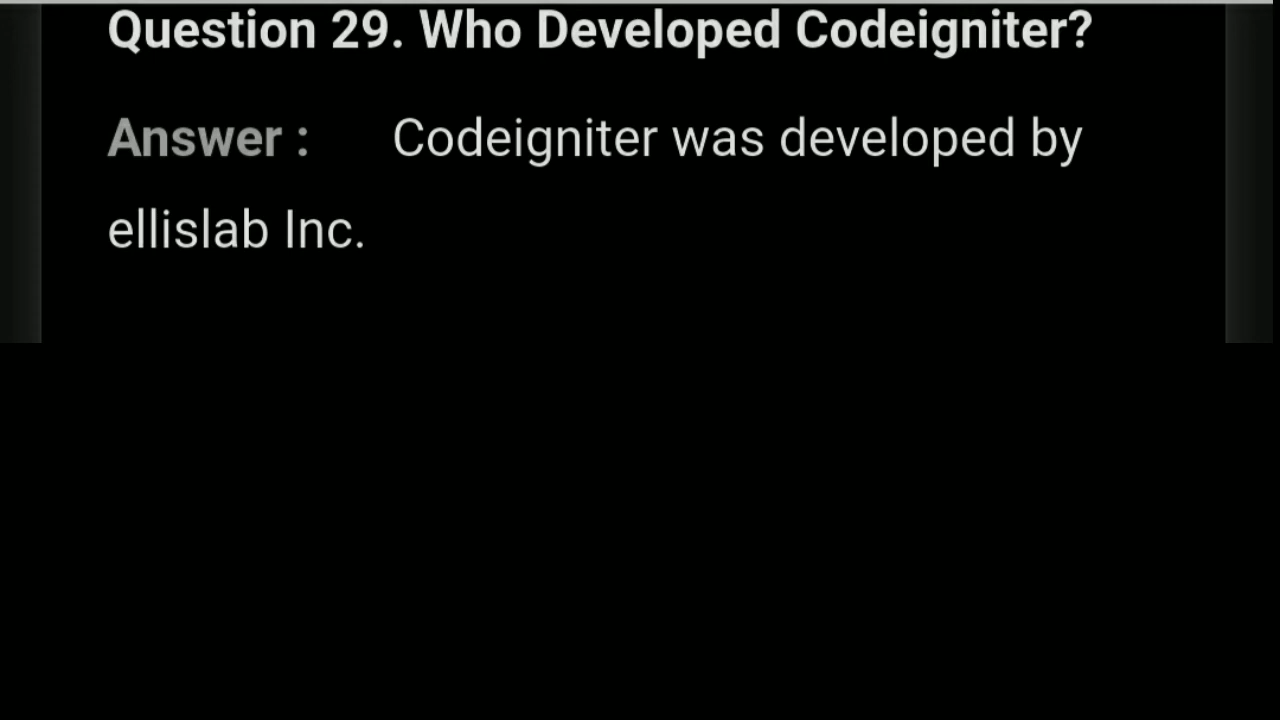 Question 29. Who Developed Codeigniter?
Answer : Codeigniter was developed by
ellislab Inc.